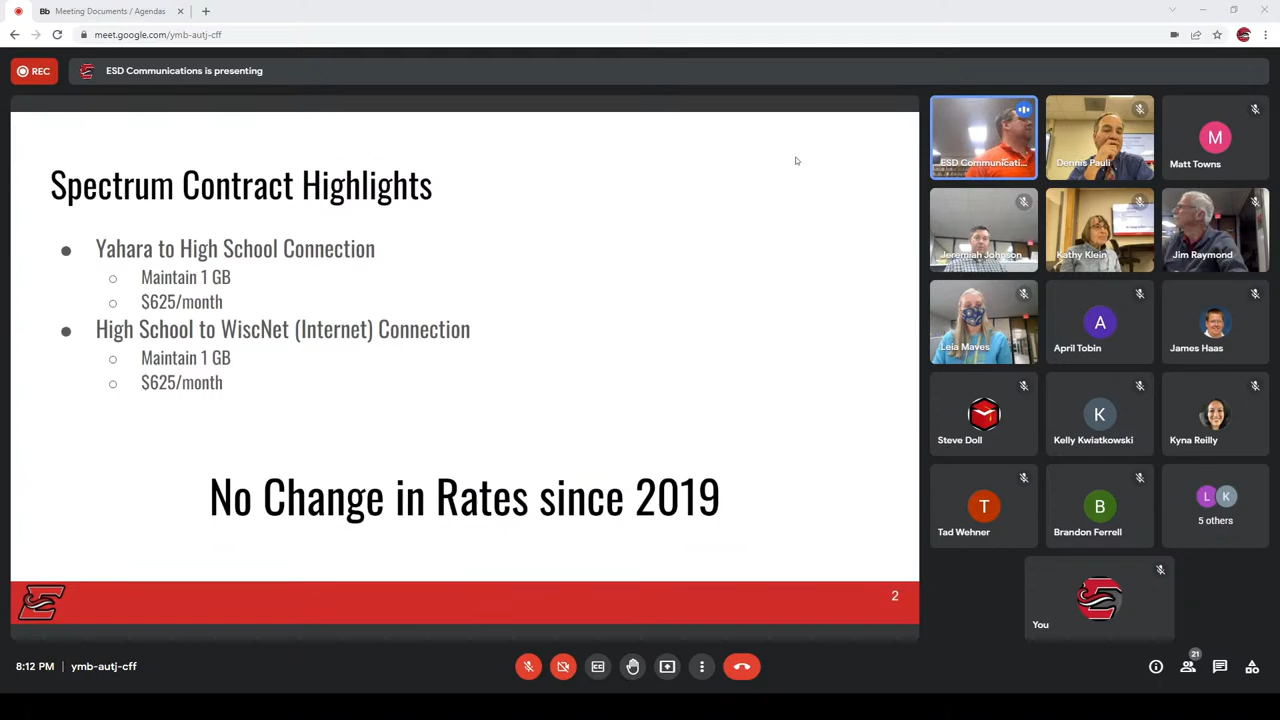 Bb Meeting Documents / Agendas
meet.google.com/ymb-autj-cff
REC
ESD Communications is presenting
Spectrum Contract Highlights
Yahara to High School Connection
Maintain 1 GB
$625/month
High School to WiscNet (Internet) Connection
Maintain 1 GB
$625/month
No Change in Rates since 2019
2
ESD Communicati...
Dennis Pauli
M
Matt Towns
Jeremiah Johnson
Kathy Klein
Jim Raymond
Leia Maves
A
April Tobin
James Haas
Steve Doll
K
Kelly Kwiatkowski
Kyna Reilly
T
Tad Wehner
B
Brandon Ferrell
L K
5 others
You
8:12 PM | ymb-autj-cff
21